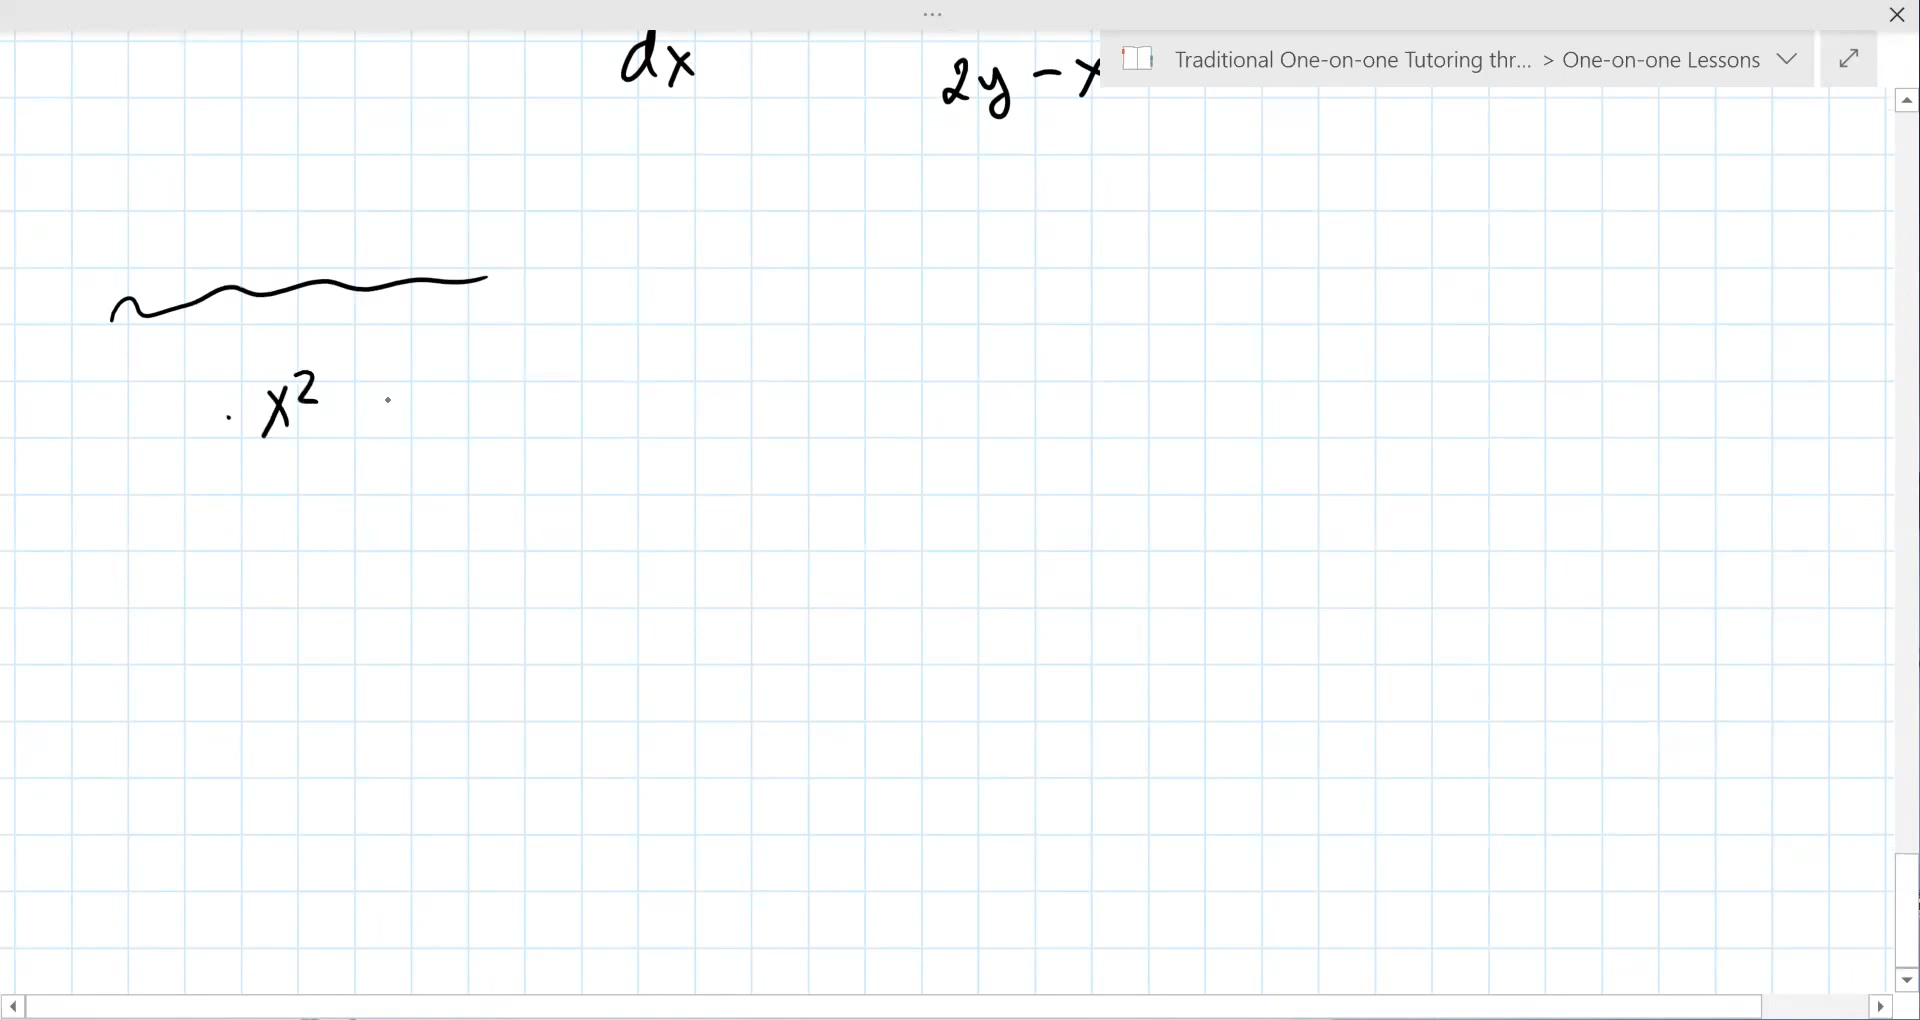 ...
dx 2y - x
Traditional One-on-one Tutoring thr... > One-on-one Lessons
. x²